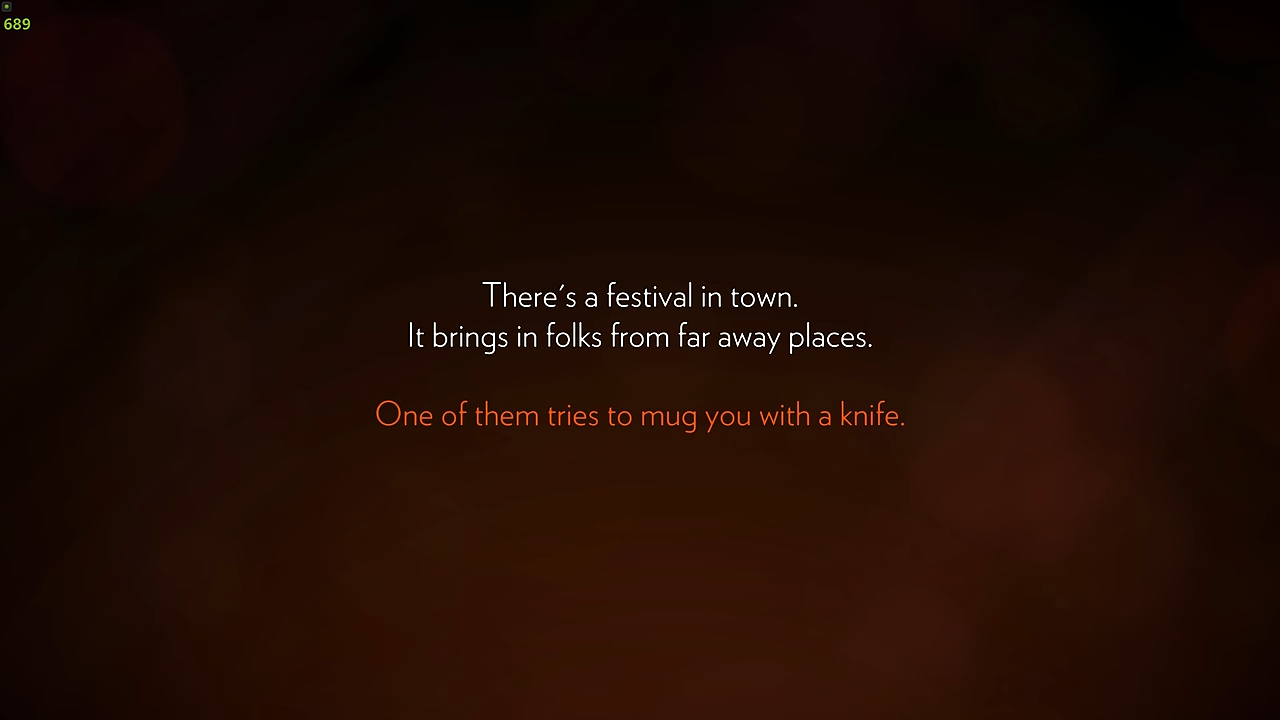 689
There's a festival in town.
It brings in folks from far away places.
One of them tries to mug you with a knife.